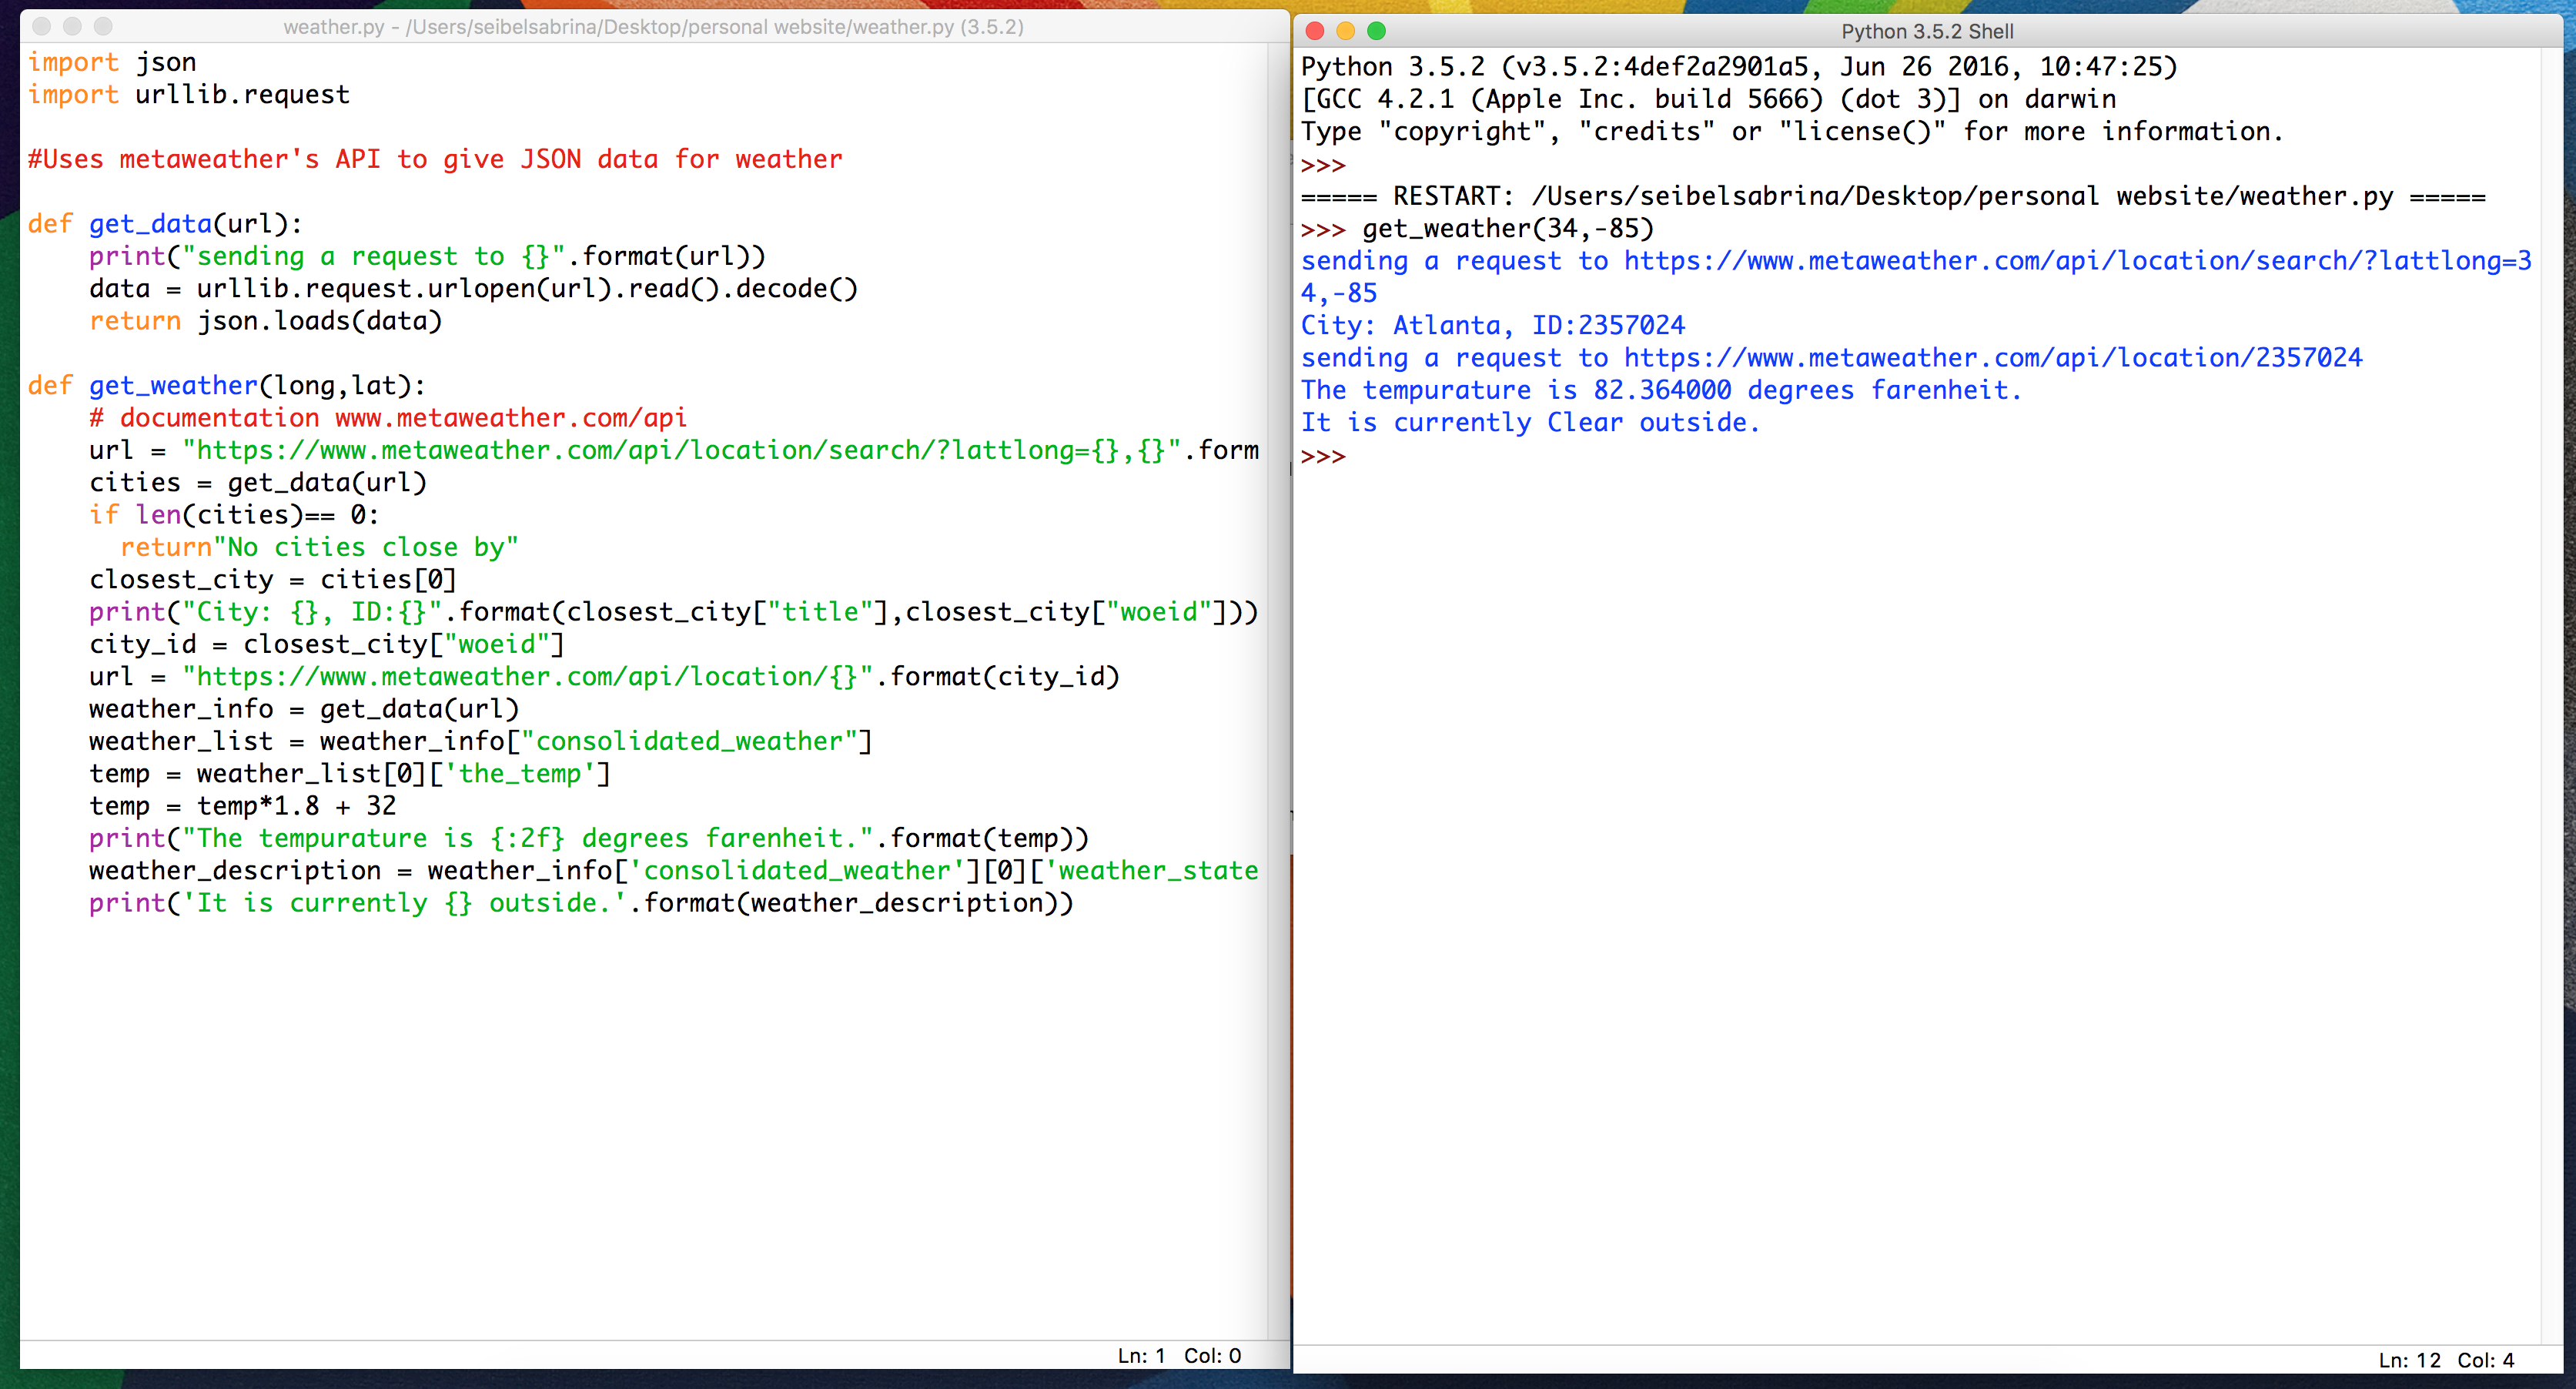 weather.py - /Users/seibelsabrina/Desktop/personal website/weather.py (3.5.2)
import json
import urllib.request
#Uses metaweather's API to give JSON data for weather
def get_data(url):
    print("sending a request to {}".format(url))
    data = urllib.request.urlopen(url).read().decode()
    return json.loads(data)
def get_weather(long,lat):
    # documentation www.metaweather.com/api
    url = "https://www.metaweather.com/api/location/search/?lattlong={},{}".form
    cities = get_data(url)
    if len(cities)== 0:
      return"No cities close by"
    closest_city = cities[0]
    print("City: {}, ID:{}".format(closest_city["title"],closest_city["woeid"]))
    city_id = closest_city["woeid"]
    url = "https://www.metaweather.com/api/location/{}".format(city_id)
    weather_info = get_data(url)
    weather_list = weather_info["consolidated_weather"]
    temp = weather_list[0]['the_temp']
    temp = temp*1.8 + 32
    print("The tempurature is {:2f} degrees farenheit.".format(temp))
    weather_description = weather_info['consolidated_weather'][0]['weather_state
    print('It is currently {} outside.'.format(weather_description))
Ln: 1 Col: 0
Python 3.5.2 Shell
Python 3.5.2 (v3.5.2:4def2a2901a5, Jun 26 2016, 10:47:25)
[GCC 4.2.1 (Apple Inc. build 5666) (dot 3)] on darwin
Type "copyright", "credits" or "license()" for more information.
>>>
===== RESTART: /Users/seibelsabrina/Desktop/personal website/weather.py =====
>>> get_weather(34,-85)
sending a request to https://www.metaweather.com/api/location/search/?lattlong=3
4,-85
City: Atlanta, ID:2357024
sending a request to https://www.metaweather.com/api/location/2357024
The tempurature is 82.364000 degrees farenheit.
It is currently Clear outside.
>>>
Ln: 12 Col: 4